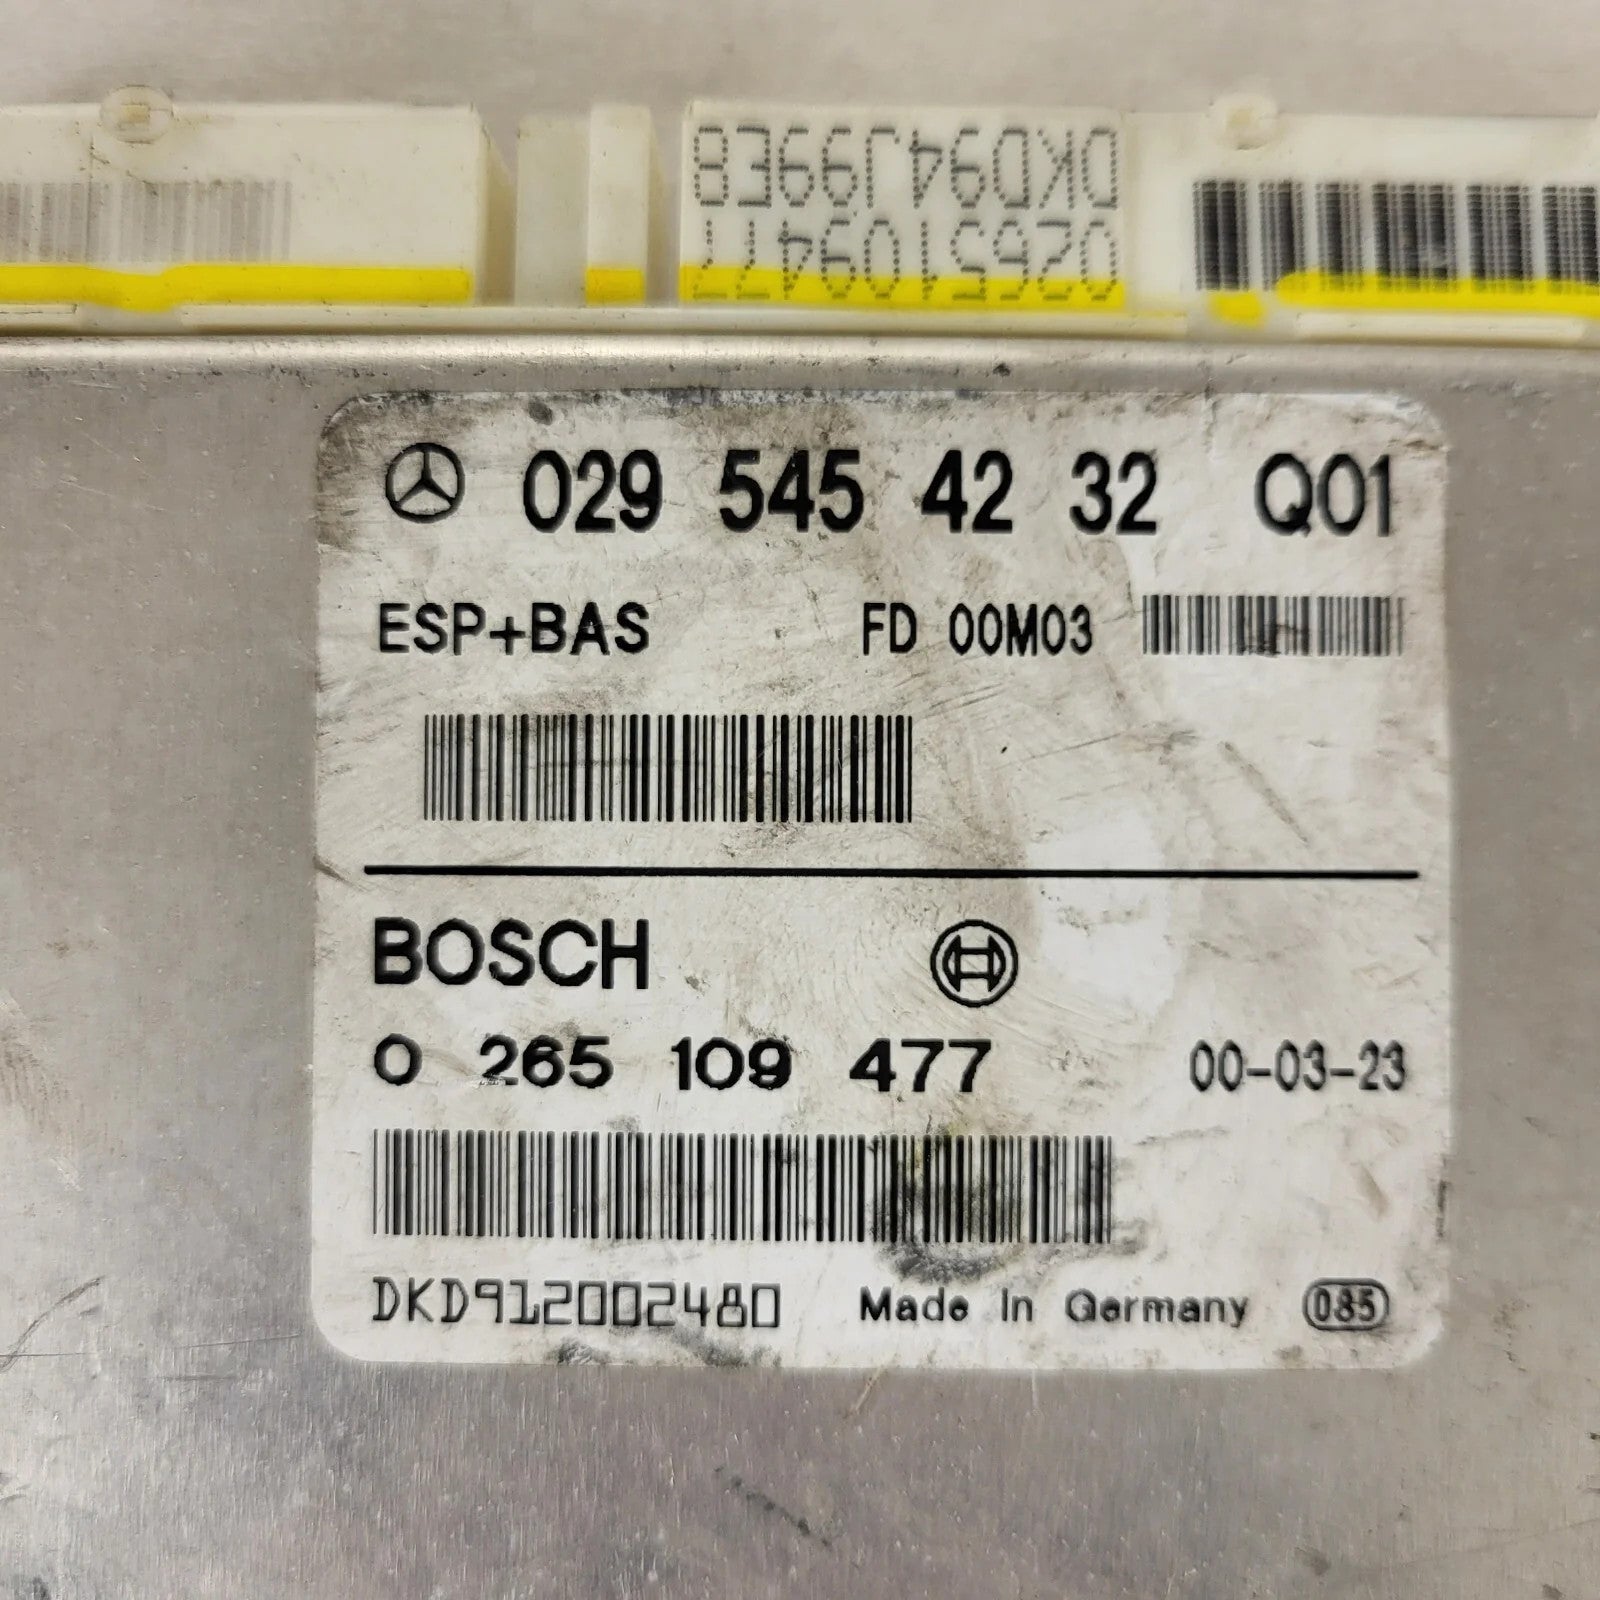 DKD94J99EB
0265109477
029 545 42 32 Q01
ESP+BAS FD 00M03
BOSCH
0 265 109 477 00-03-23
DKD912002480 Made In Germany 085